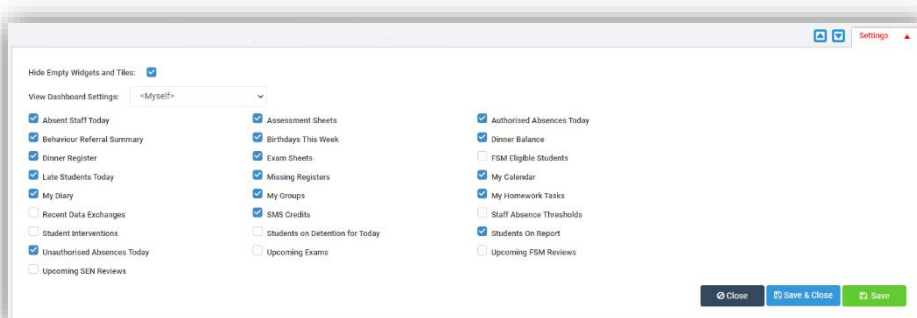 Settings
Hide Empty Widgets and Tiles:
View Dashboard Settings: <Myself>
Absent Staff Today Assessment Sheets Authorised Absences Today
Behaviour Referral Summary Birthdays This Week Dinner Balance
Dinner Register Exam Sheets FSM Eligible Students
Late Students Today Missing Registers My Calendar
My Diary My Groups My Homework Tasks
Recent Data Exchanges SMS Credits Staff Absence Thresholds
Student Interventions Students on Detention for Today Students On Report
Unauthorised Absences Today Upcoming Exams Upcoming FSM Reviews
Upcoming SEN Reviews
Close Save & Close Save